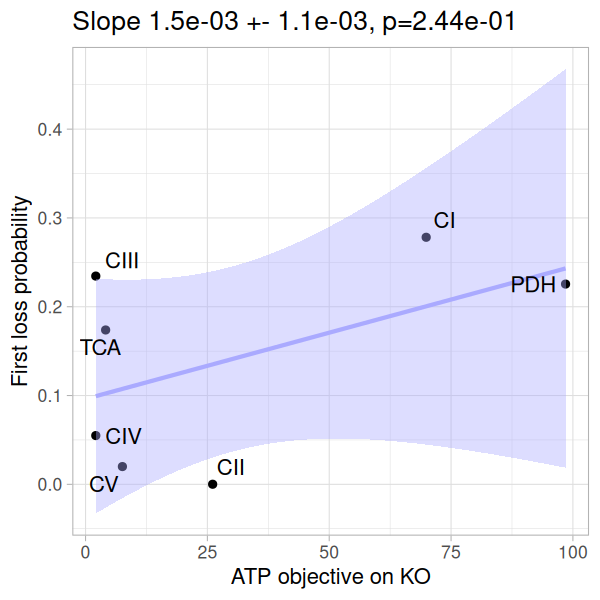 Slope 1.5e-03 +- 1.1e-03, p=2.44e-01
First loss probability
0.4
0.3
0.2
0.1
0.0
CI
CIII
PDH
TCA
CIV
CV
CII
0
25
50
75
100
ATP objective on KO